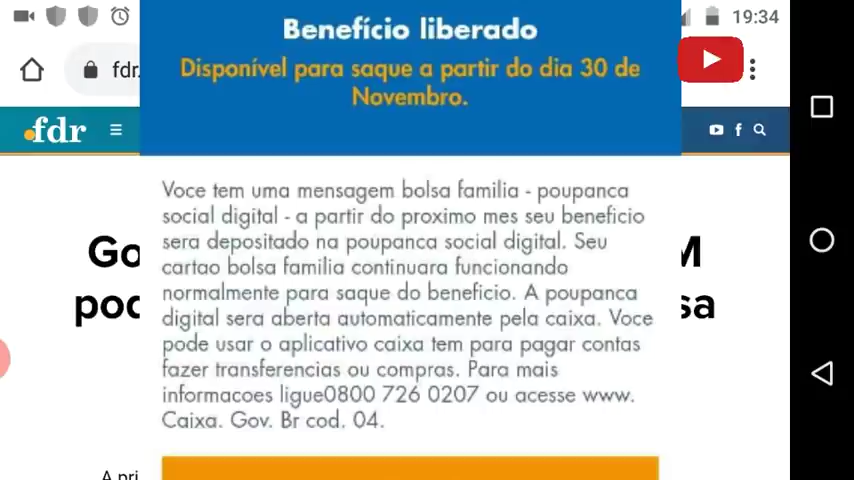 19:34
Benefício liberado
Disponível para saque a partir do dia 30 de
Novembro.
fdr.
.fdr
Voce tem uma mensagem bolsa familia - poupanca
social digital - a partir do proximo mes seu beneficio
sera depositado na poupanca social digital. Seu
cartao bolsa familia continuara funcionando
normalmente para saque do beneficio. A poupanca
digital sera aberta automaticamente pela caixa. Voce
pode usar o aplicativo caixa tem para pagar contas
fazer transferencias ou compras. Para mais
informacoes ligue0800 726 0207 ou acesse www.
Caixa. Gov. Br cod. 04.